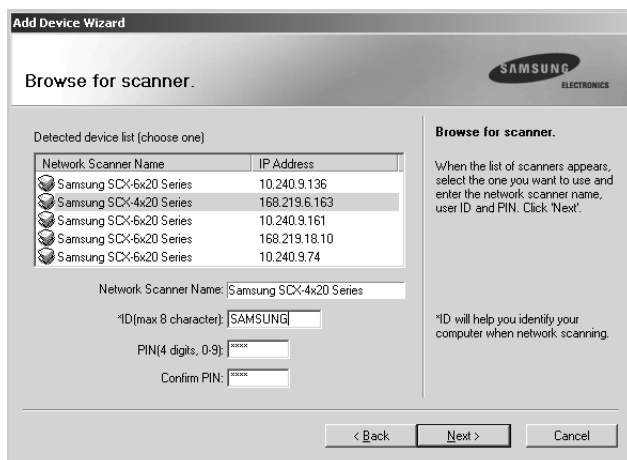 Add Device Wizard
Browse for scanner.
SAMSUNG
ELECTRONICS
Detected device list (choose one)
Network Scanner Name IP Address
Samsung SCX-6x20 Series 10.240.9.136
Samsung SCX-4x20 Series 168.219.6.163
Samsung SCX-6x20 Series 10.240.9.161
Samsung SCX-6x20 Series 168.219.18.10
Samsung SCX-6x20 Series 10.240.9.74
Network Scanner Name: Samsung SCX-4x20 Series
*ID(max 8 character): SAMSUNG
PIN(4 digits, 0-9): ****
Confirm PIN: ****
Browse for scanner.
When the list of scanners appears,
select the one you want to use and
enter the network scanner name,
user ID and PIN. Click 'Next'.
*ID will help you identify your
computer when network scanning.
< Back Next > Cancel